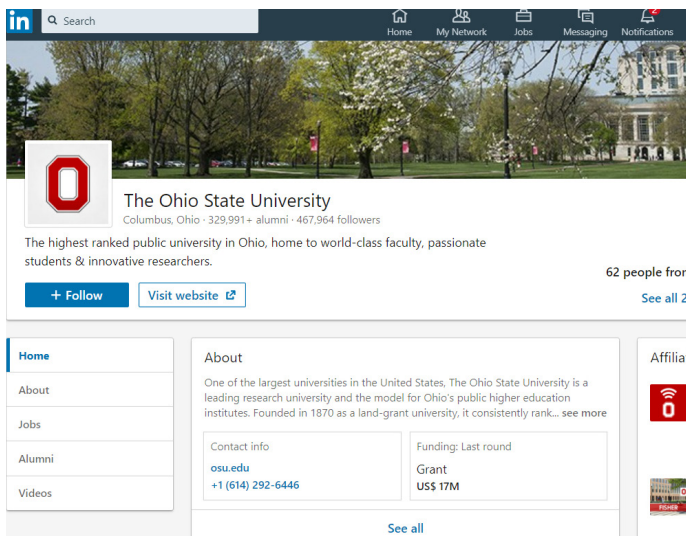 in
Search
Home
My Network
Jobs
Messaging
2
Notifications
O
The Ohio State University
Columbus, Ohio · 329,991+ alumni · 467,964 followers
The highest ranked public university in Ohio, home to world-class faculty, passionate
students & innovative researchers.
62 people from
+ Follow
Visit website
See all 2
Home
About
Jobs
Alumni
Videos
About
One of the largest universities in the United States, The Ohio State University is a
leading research university and the model for Ohio's public higher education
institutes. Founded in 1870 as a land-grant university, it consistently rank... see more
Contact info
osu.edu
+1 (614) 292-6446
Funding: Last round
Grant
US$ 17M
See all
Affilia
O
FISHER